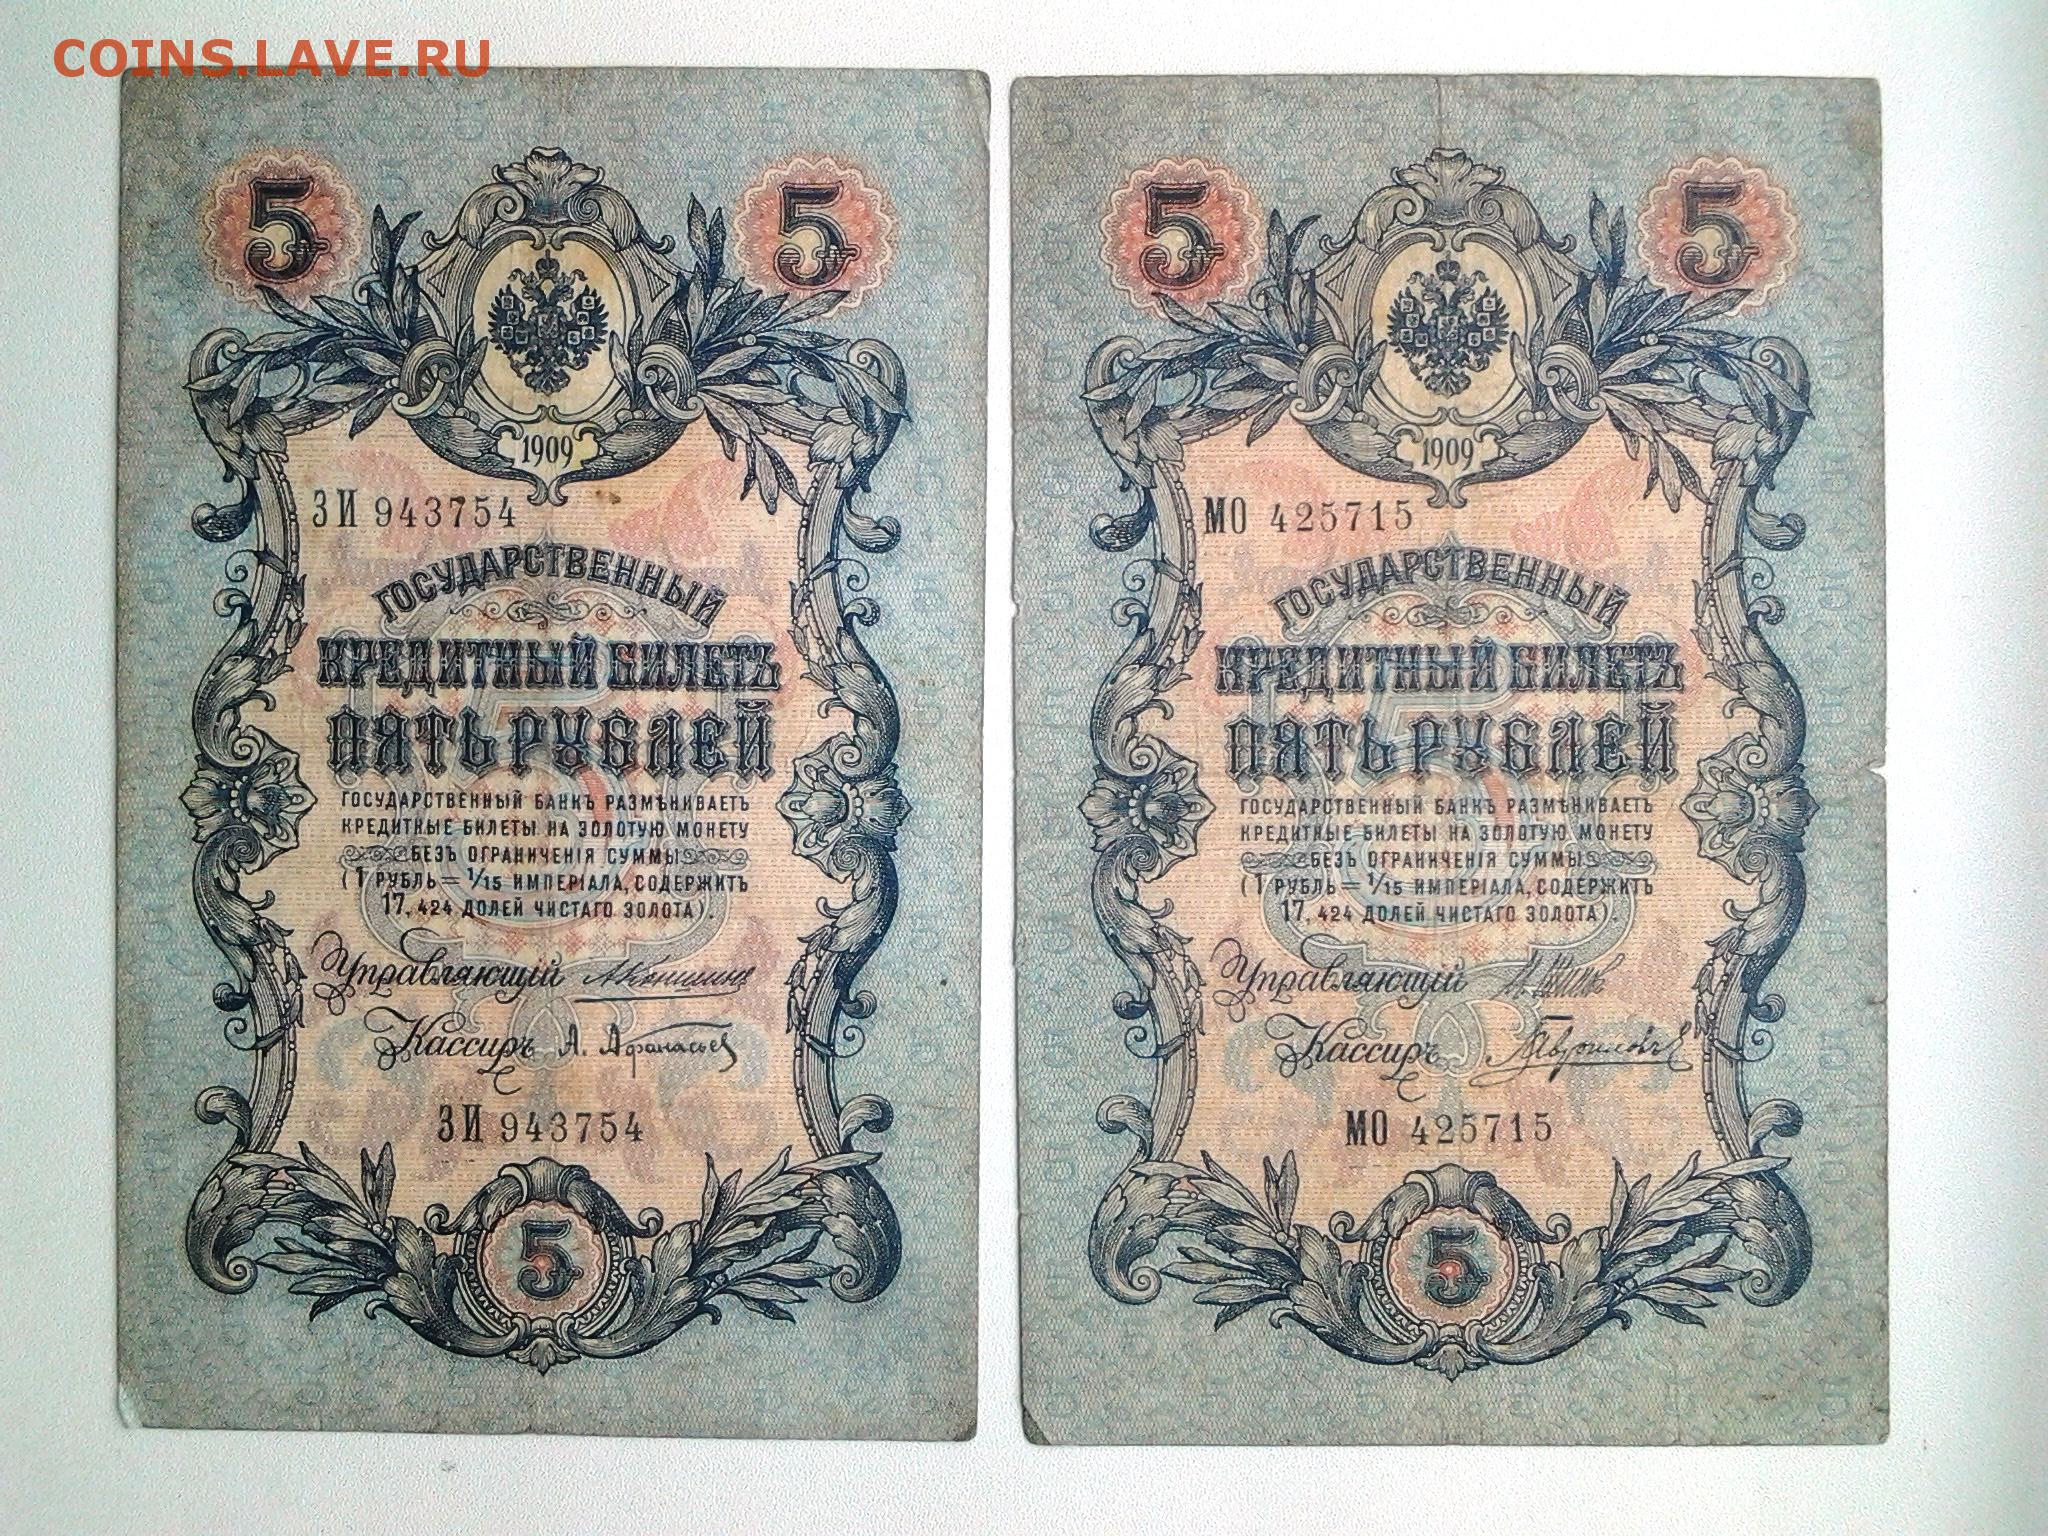 COINS.LAVE.RU
5 5
1909
ЗИ 943754
ГОСУДАРСТВЕННЫЙ
КРЕДИТНЫЙ БИЛЕТЪ
ПЯТЬ РУБЛЕЙ
ГОСУДАРСТВЕННЫЙ БАНКЪ РАЗМѢНИВАЕТЪ
КРЕДИТНЫЕ БИЛЕТЫ НА ЗОЛОТУЮ МОНЕТУ
БЕЗЪ ОГРАНИЧЕНІЯ СУММЫ
(1 РУБЛЬ = 1/15 ИМПЕРІАЛА, СОДЕРЖИТЪ
17,424 ДОЛЕЙ ЧИСТАГО ЗОЛОТА).
Управляющій
Кассиръ А. Афанасьев
ЗИ 943754
5
5 5
1909
МО 425715
ГОСУДАРСТВЕННЫЙ
КРЕДИТНЫЙ БИЛЕТЪ
ПЯТЬ РУБЛЕЙ
ГОСУДАРСТВЕННЫЙ БАНКЪ РАЗМѢНИВАЕТЪ
КРЕДИТНЫЕ БИЛЕТЫ НА ЗОЛОТУЮ МОНЕТУ
БЕЗЪ ОГРАНИЧЕНІЯ СУММЫ
(1 РУБЛЬ = 1/15 ИМПЕРІАЛА, СОДЕРЖИТЪ
17,424 ДОЛЕЙ ЧИСТАГО ЗОЛОТА).
Управляющій
Кассиръ
МО 425715
5